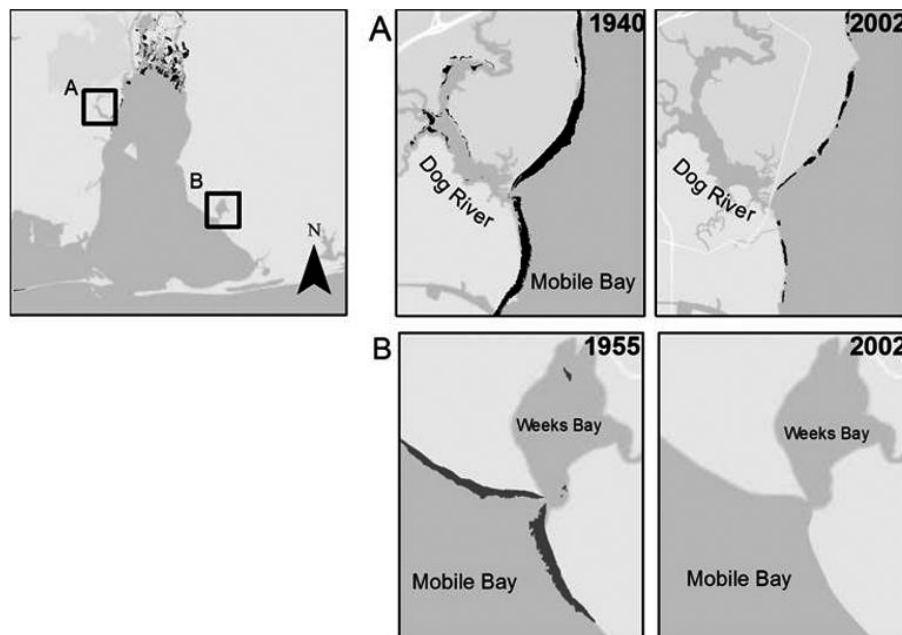 A
B
N
A
1940
Dog River
Mobile Bay
2002
Dog River
B
1955
Weeks Bay
Mobile Bay
2002
Weeks Bay
Mobile Bay